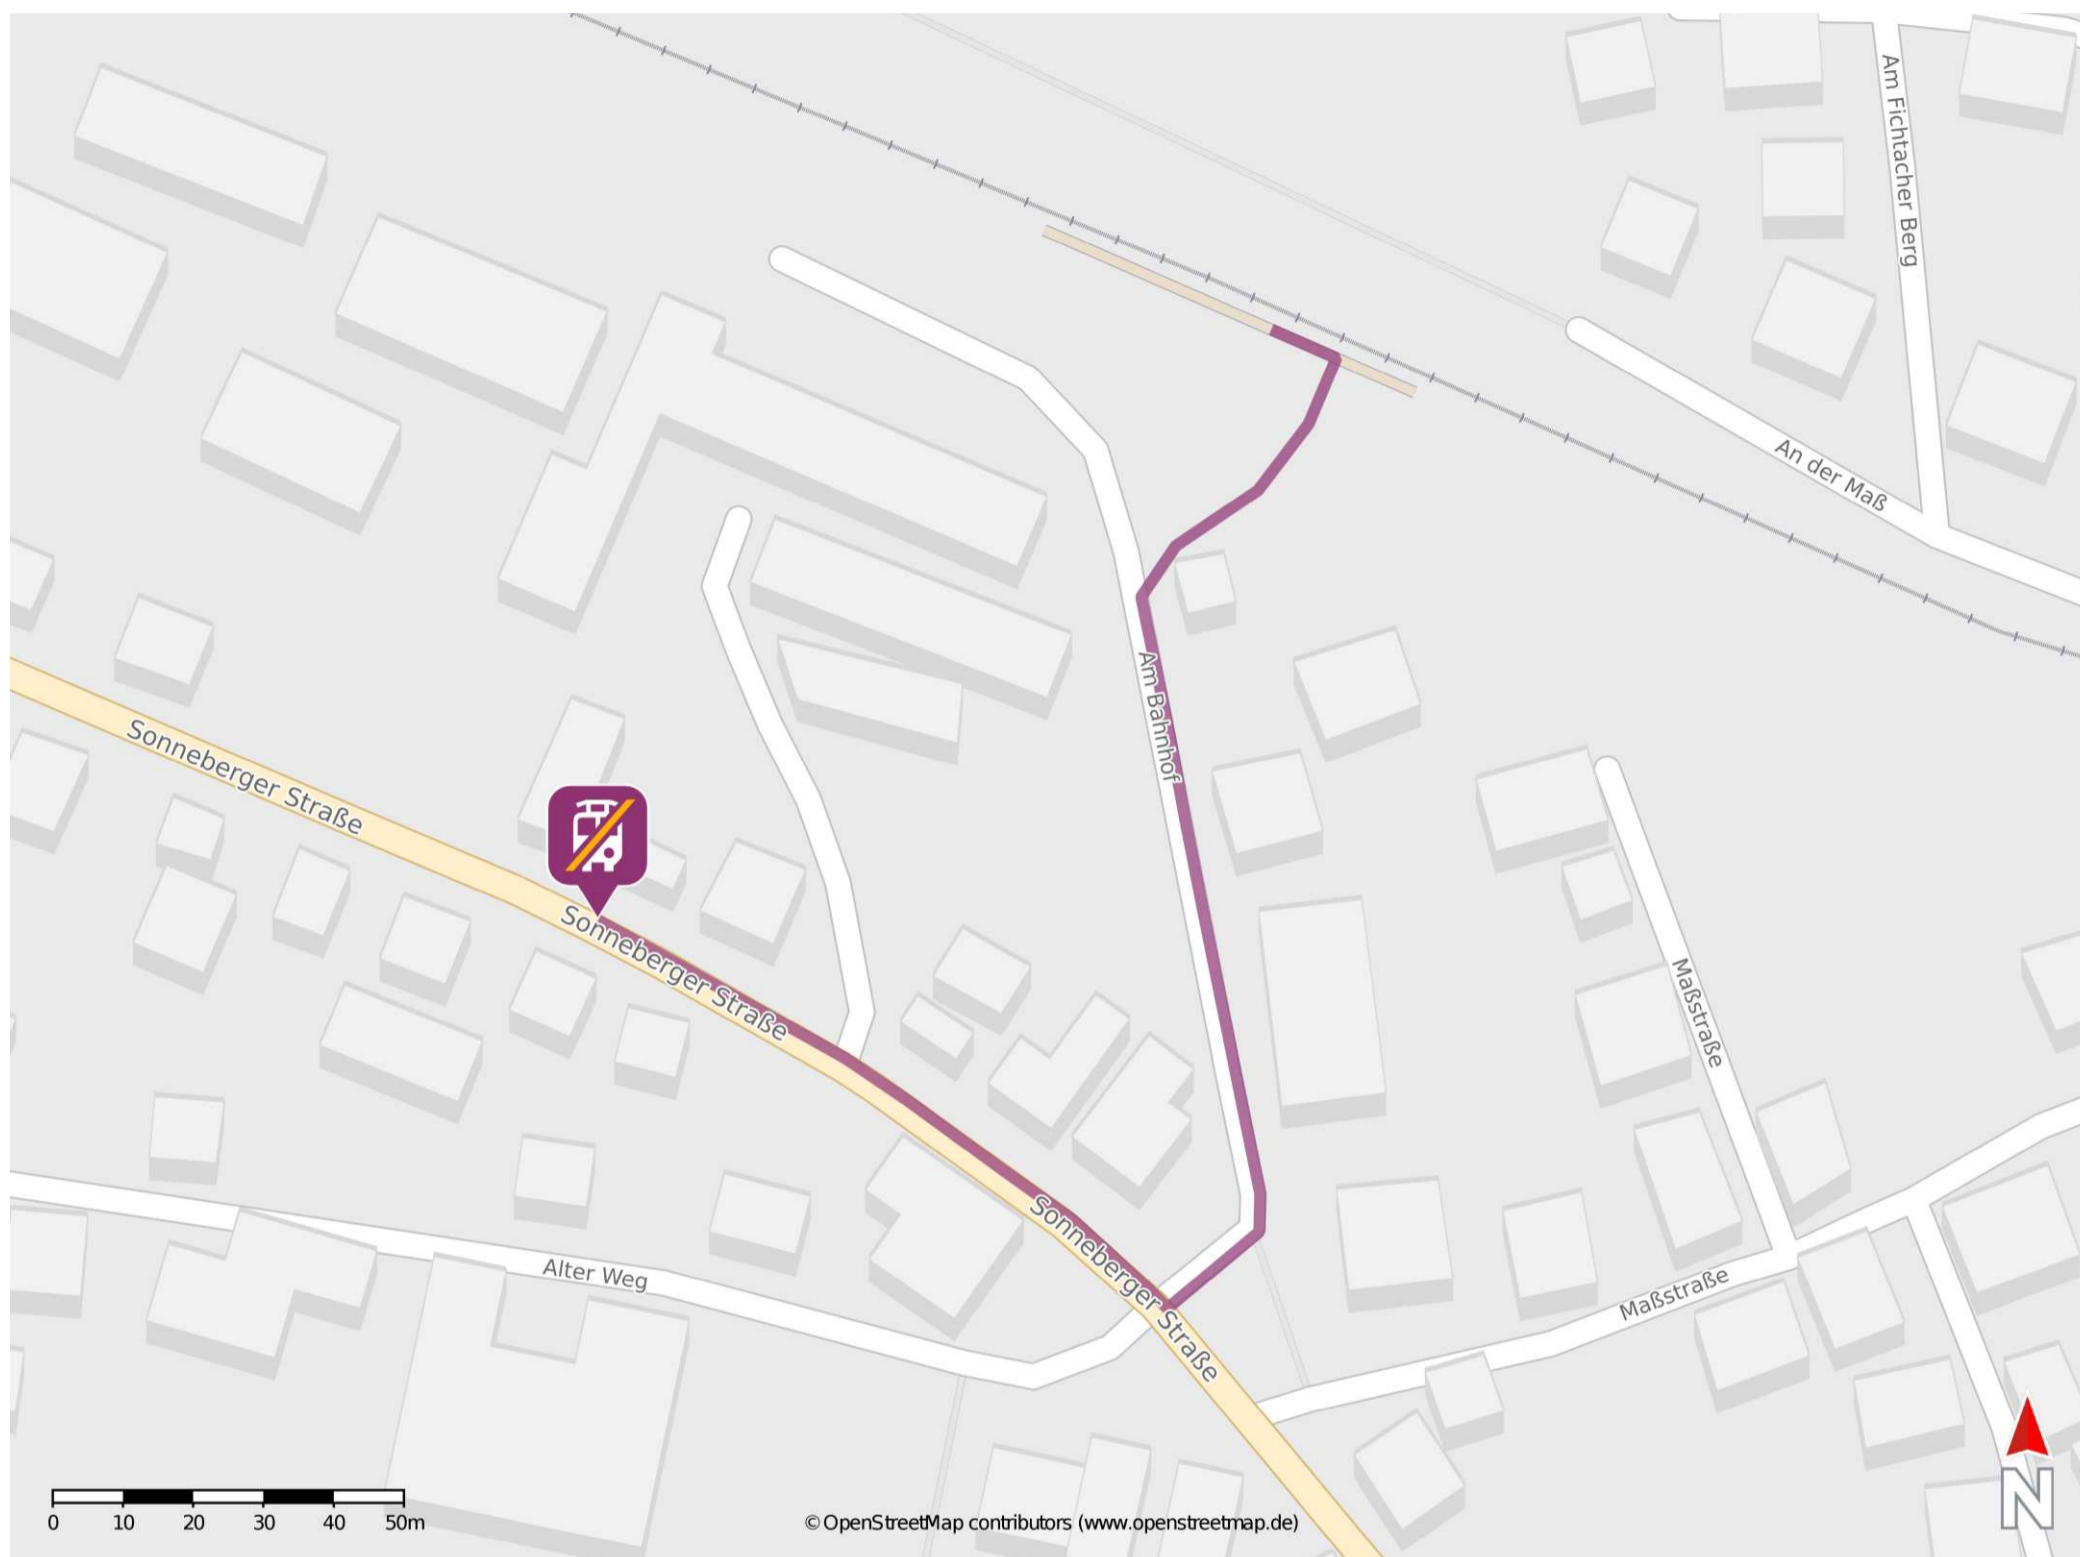 Am Fichtacher Berg
An der Maß
Am Bahnhof
Sonneberger Straße
Sonneberger Straße
Maßstraße
Sonneberger Straße
Alter Weg
Maßstraße
0 10 20 30 40 50m
© OpenStreetMap contributors (www.openstreetmap.de)
N